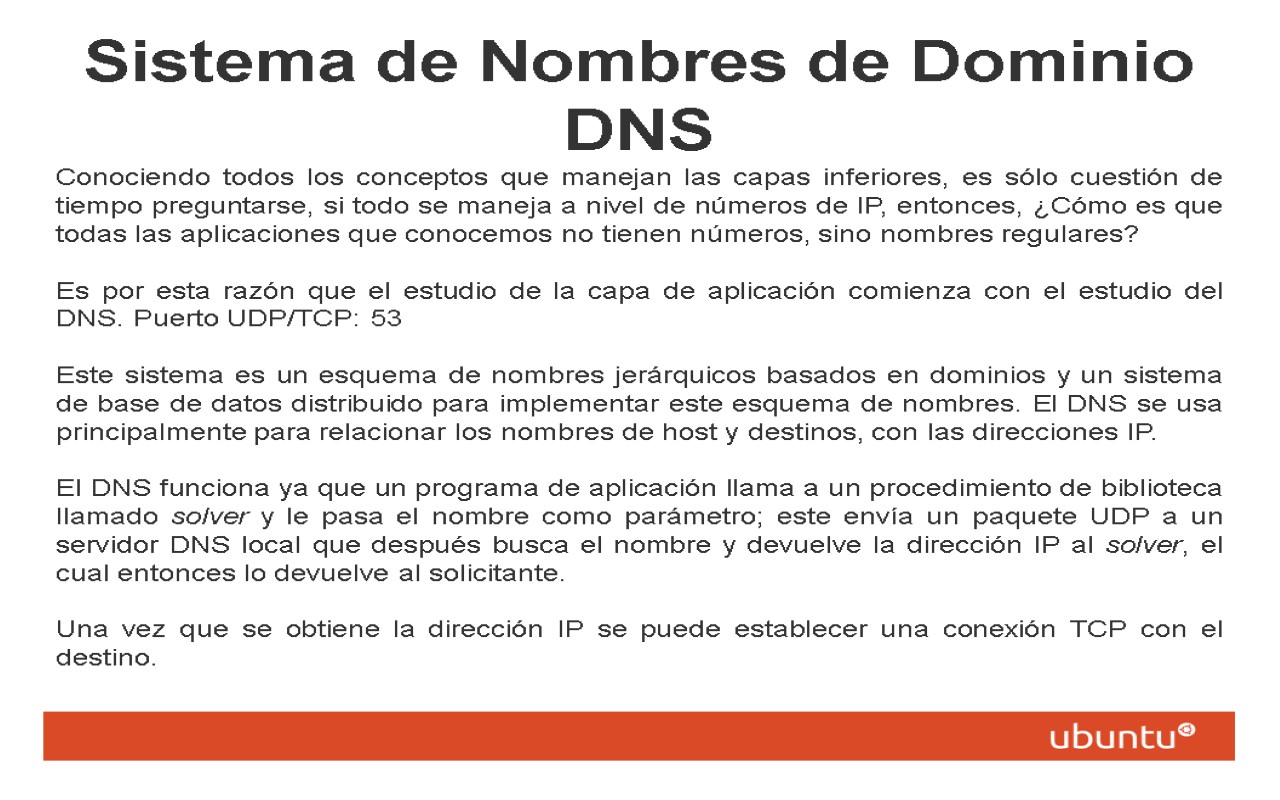 Sistema de Nombres de Dominio
DNS
Conociendo todos los conceptos que manejan las capas inferiores, es sólo cuestión de
tiempo preguntarse, si todo se maneja a nivel de números de IP, entonces, ¿Cómo es que
todas las aplicaciones que conocemos no tienen números, sino nombres regulares?
Es por esta razón que el estudio de la capa de aplicación comienza con el estudio del
DNS. Puerto UDP/TCP: 53
Este sistema es un esquema de nombres jerárquicos basados en dominios y un sistema
de base de datos distribuido para implementar este esquema de nombres. El DNS se usa
principalmente para relacionar los nombres de host y destinos, con las direcciones IP.
El DNS funciona ya que un programa de aplicación llama a un procedimiento de biblioteca
llamado solver y le pasa el nombre como parámetro; este envía un paquete UDP a un
servidor DNS local que después busca el nombre y devuelve la dirección IP al solver, el
cual entonces lo devuelve al solicitante.
Una vez que se obtiene la dirección IP se puede establecer una conexión TCP con el
destino.
ubuntu